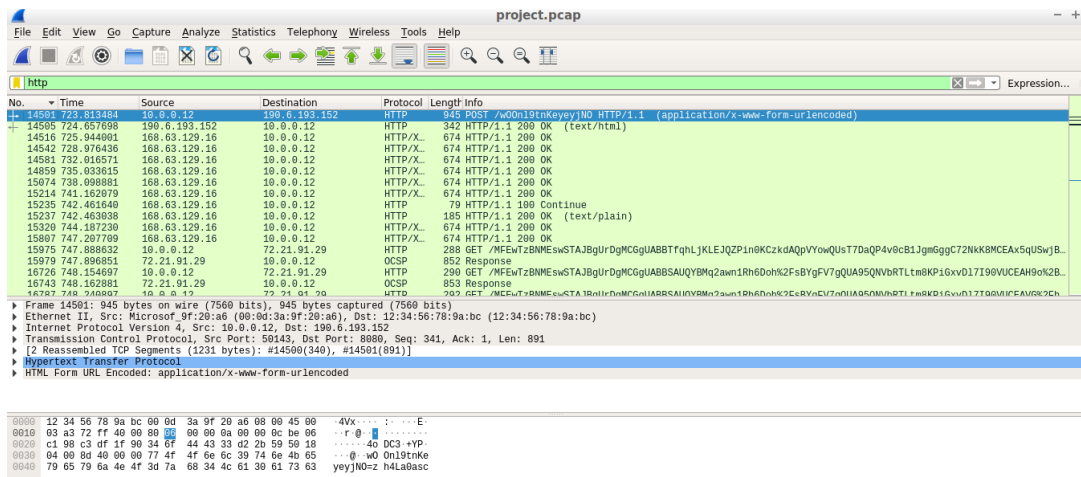 project.pcap
File Edit View Go Capture Analyze Statistics Telephony Wireless Tools Help
http Expression...
No. Time Source Destination Protocol Length Info
14501 723.813484 10.0.0.12 190.6.193.152 HTTP 945 POST /wOOnl9tnKeyeyjNO HTTP/1.1 (application/x-www-form-urlencoded)
14505 724.657698 190.6.193.152 10.0.0.12 HTTP 342 HTTP/1.1 200 OK (text/html)
14516 725.944001 168.63.129.16 10.0.0.12 HTTP/X… 674 HTTP/1.1 200 OK
14542 728.976436 168.63.129.16 10.0.0.12 HTTP/X… 674 HTTP/1.1 200 OK
14581 732.016571 168.63.129.16 10.0.0.12 HTTP/X… 674 HTTP/1.1 200 OK
14859 735.033615 168.63.129.16 10.0.0.12 HTTP/X… 674 HTTP/1.1 200 OK
15074 738.098881 168.63.129.16 10.0.0.12 HTTP/X… 674 HTTP/1.1 200 OK
15214 741.162079 168.63.129.16 10.0.0.12 HTTP/X… 674 HTTP/1.1 200 OK
15235 742.461640 168.63.129.16 10.0.0.12 HTTP 79 HTTP/1.1 100 Continue
15237 742.463038 168.63.129.16 10.0.0.12 HTTP 185 HTTP/1.1 200 OK (text/plain)
15320 744.187230 168.63.129.16 10.0.0.12 HTTP/X… 674 HTTP/1.1 200 OK
15807 747.207709 168.63.129.16 10.0.0.12 HTTP/X… 674 HTTP/1.1 200 OK
15975 747.888632 10.0.0.12 72.21.91.29 HTTP 288 GET /MFEwTzBNMEswSTAJBgUrDgMCGgUABBTfqhLjKLEJQZPin0KCzkdAQpVYowQUsT7DaQP4v0cB1JgmGggC72NkK8MCEAx5qUSwjB…
15979 747.896851 72.21.91.29 10.0.0.12 OCSP 852 Response
16726 748.154697 10.0.0.12 72.21.91.29 HTTP 290 GET /MFEwTzBNMEswSTAJBgUrDgMCGgUABBSAUQYBMq2awn1Rh6Doh%2FsBYgFV7gQUA95QNVbRTLtm8KPiGxvDl7I90VUCEAH9o%2B…
16743 748.162881 72.21.91.29 10.0.0.12 OCSP 853 Response
16787 748.240897 10.0.0.12 72.21.91.29 HTTP 292 GET
Frame 14501: 945 bytes on wire (7560 bits), 945 bytes captured (7560 bits)
Ethernet II, Src: Microsof_9f:20:a6 (00:0d:3a:9f:20:a6), Dst: 12:34:56:78:9a:bc (12:34:56:78:9a:bc)
Internet Protocol Version 4, Src: 10.0.0.12, Dst: 190.6.193.152
Transmission Control Protocol, Src Port: 50143, Dst Port: 8080, Seq: 341, Ack: 1, Len: 891
[2 Reassembled TCP Segments (1231 bytes): #14500(340), #14501(891)]
Hypertext Transfer Protocol
HTML Form URL Encoded: application/x-www-form-urlencoded
0000 12 34 56 78 9a bc 00 0d 3a 9f 20 a6 08 00 45 00 ·4Vx···· :· ···E·
0010 03 a3 72 ff 40 00 80 06 00 00 0a 00 00 0c be 06 ··r·@··· ········
0020 c1 98 c3 df 1f 90 34 6f 44 43 33 d2 2b 59 50 18 ······4o DC3·+YP·
0030 04 00 8d 40 00 00 77 4f 4f 6e 6c 39 74 6e 4b 65 ···@··wO Onl9tnKe
0040 79 65 79 6a 4e 4f 3d 7a 68 34 4c 61 30 61 73 63 yeyjNO=z h4La0asc